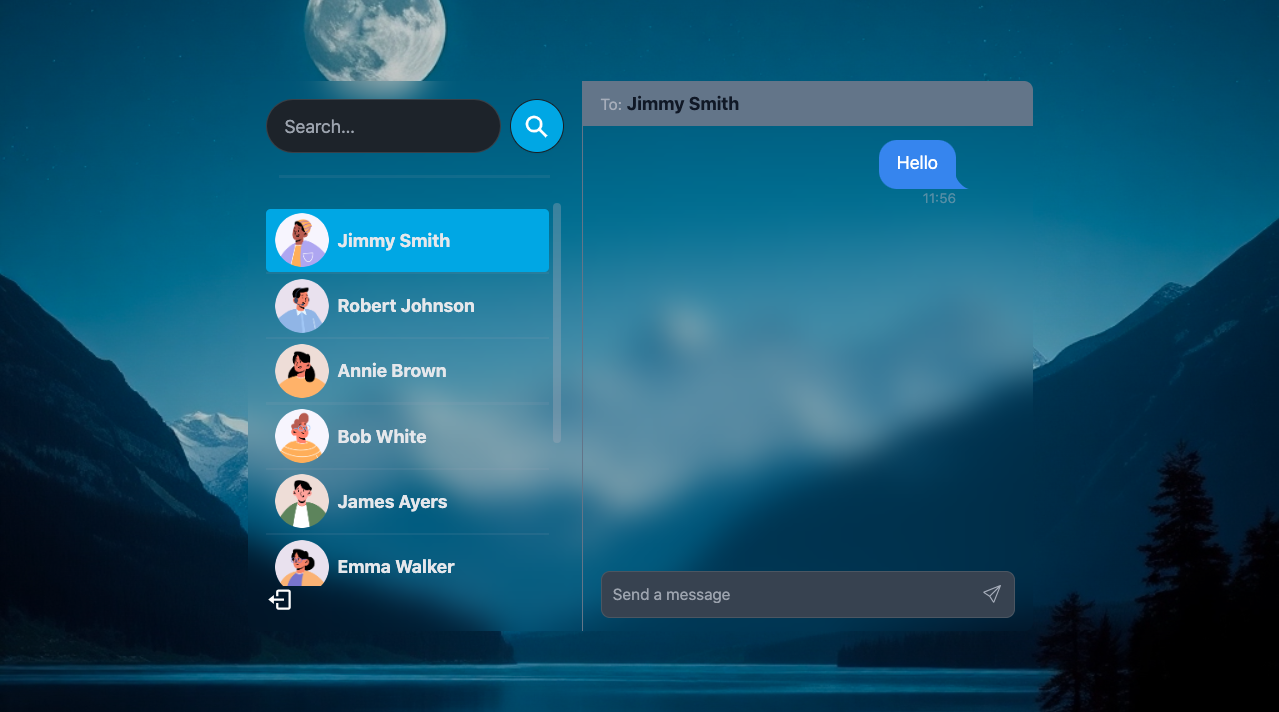 Search...
Jimmy Smith
Robert Johnson
Annie Brown
Bob White
James Ayers
Emma Walker
To: Jimmy Smith
Hello
11:56
Send a message